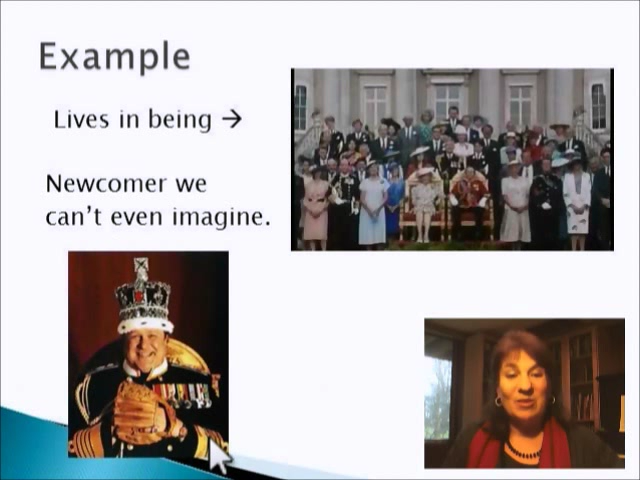 Example
Lives in being →
Newcomer we
can't even imagine.